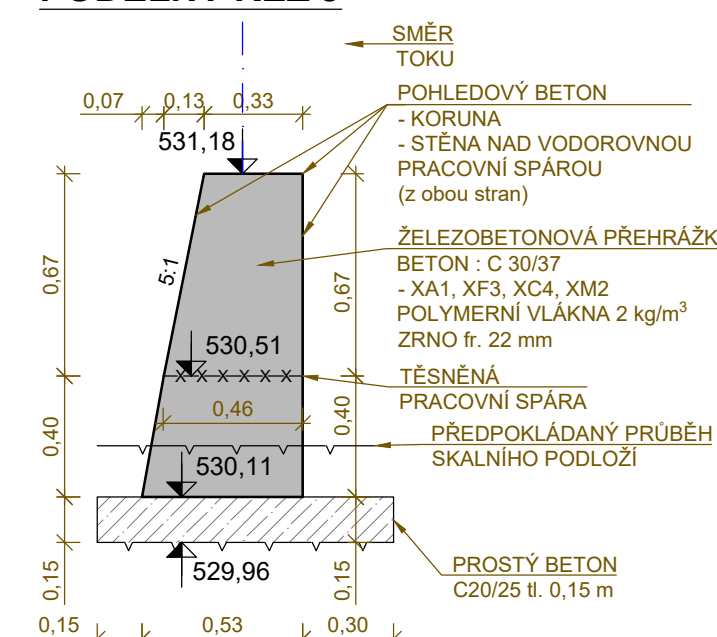 SMĚR
TOKU
0,07 0,13 0,33
531,18
POHLEDOVÝ BETON
- KORUNA
- STĚNA NAD VODOROVNOU
PRACOVNÍ SPÁROU
(z obou stran)
0,67
5:1
0,67
ŽELEZOBETONOVÁ PŘEHRÁŽK
BETON : C 30/37
- XA1, XF3, XC4, XM2
POLYMERNÍ VLÁKNA 2 kg/m³
ZRNO fr. 22 mm
530,51
TĚSNĚNÁ
PRACOVNÍ SPÁRA
0,46
0,40
0,40
PŘEDPOKLÁDANÝ PRŮBĚH
SKALNÍHO PODLOŽÍ
530,11
529,96
0,15
0,15
PROSTÝ BETON
C20/25 tl. 0,15 m
0,15 0,53 0,30